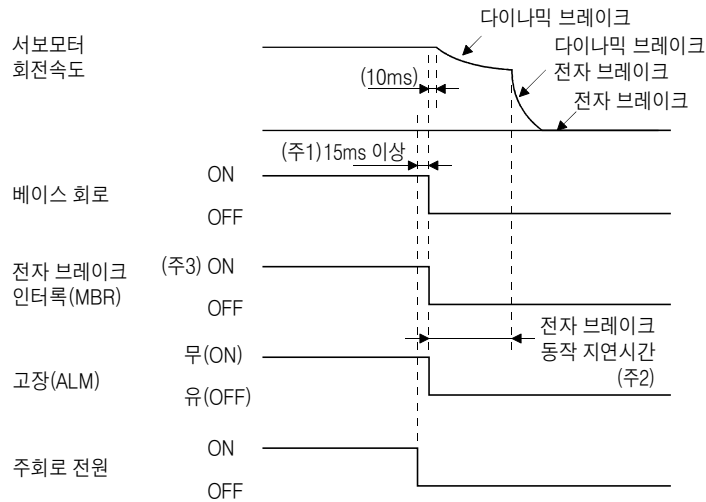 다이나믹 브레이크
서보모터
회전속도
다이나믹 브레이크
전자 브레이크
(10ms)
전자 브레이크
(주1)15ms 이상
베이스 회로
ON
OFF
전자 브레이크
인터록(MBR)
(주3) ON
OFF
전자 브레이크
동작 지연시간
(주2)
고장(ALM)
무(ON)
유(OFF)
주회로 전원
ON
OFF